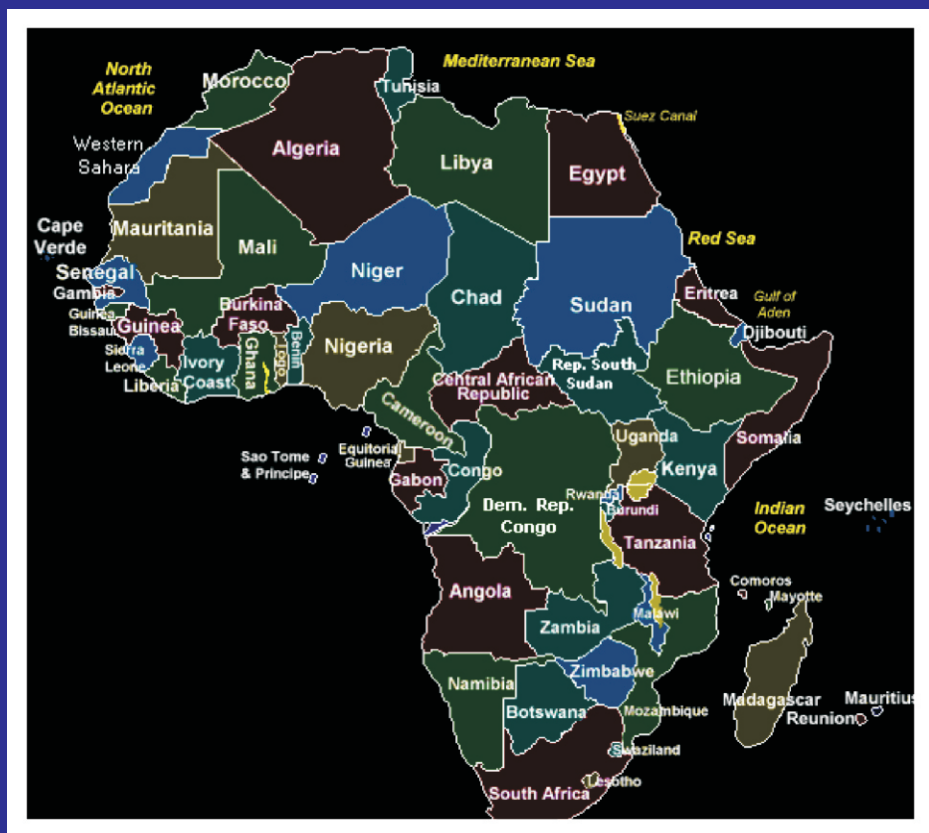 North
Atlantic
Ocean
Mediterranean Sea
Morocco
Tunisia
Suez Canal
Western
Sahara
Algeria
Libya
Egypt
Mauritania
Mali
Cape
Verde
Niger
Chad
Sudan
Red Sea
Senegal
Gambia
Guinea
Bissau
Guinea
Burkina
Faso
Eritrea
Gulf of
Aden
Djibouti
Sierra
Leone
Liberia
Ivory
Coast
Ghana
Togo
Benin
Nigeria
Central African
Republic
Rep. South
Sudan
Ethiopia
Cameroon
Somalia
Uganda
Kenya
Equitorial
Guinea
Sao Tome
& Principe
Gabon
Congo
Dem. Rep.
Congo
Rwanda
Burundi
Tanzania
Indian
Ocean
Seychelles
Angola
Zambia
Malawi
Comoros
Mayotte
Zimbabwe
Namibia
Botswana
Mozambique
Madagascar
Mauritius
Reunion
Swaziland
Lesotho
South Africa